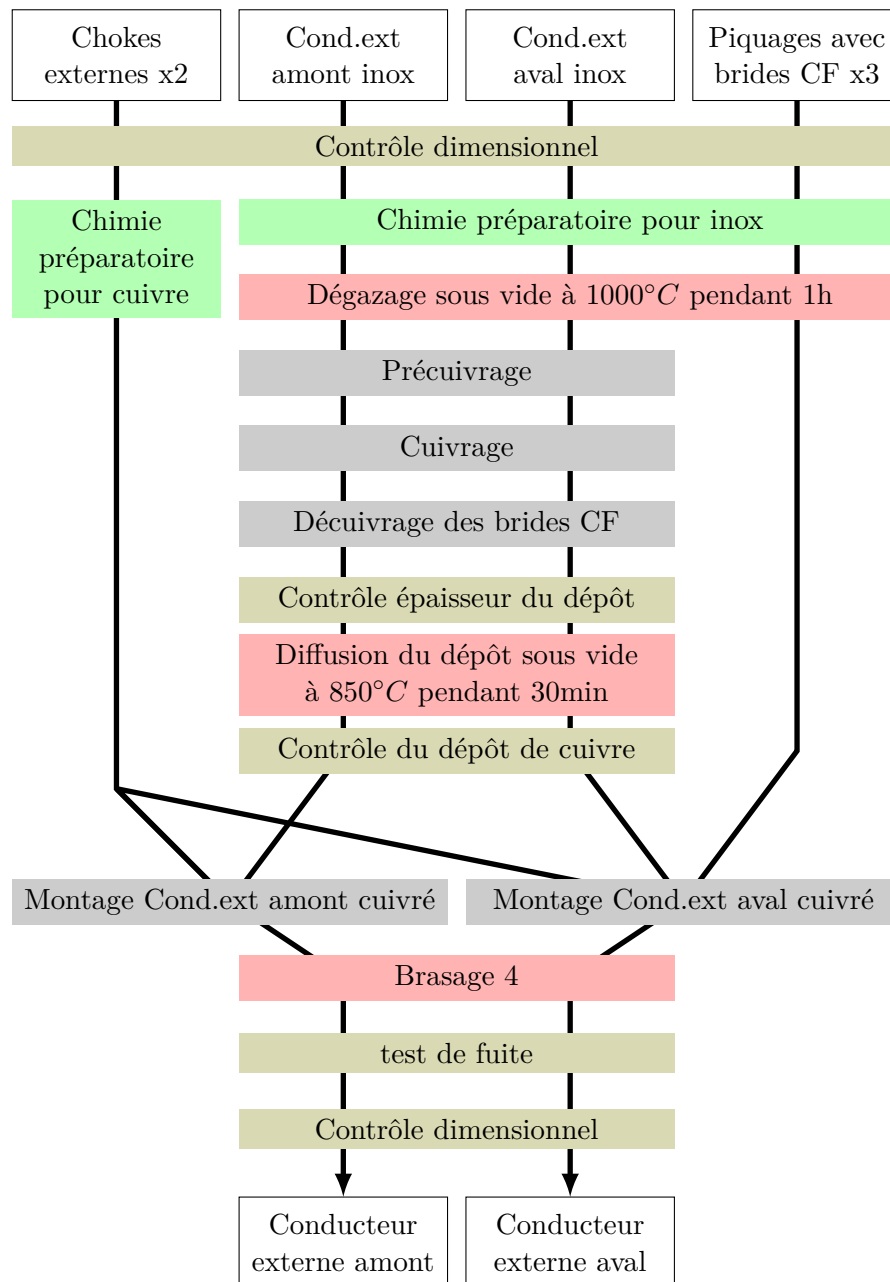 Chokes
externes x2
Cond.ext
amont inox
Cond.ext
aval inox
Piquages avec
brides CF x3
Contrôle dimensionnel
Chimie
préparatoire
pour cuivre
Chimie préparatoire pour inox
Dégazage sous vide à 1000°C pendant 1h
Précuivrage
Cuivrage
Décuivrage des brides CF
Contrôle épaisseur du dépôt
Diffusion du dépôt sous vide
à 850°C pendant 30min
Contrôle du dépôt de cuivre
Montage Cond.ext amont cuivré
Montage Cond.ext aval cuivré
Brasage 4
test de fuite
Contrôle dimensionnel
Conducteur
externe amont
Conducteur
externe aval